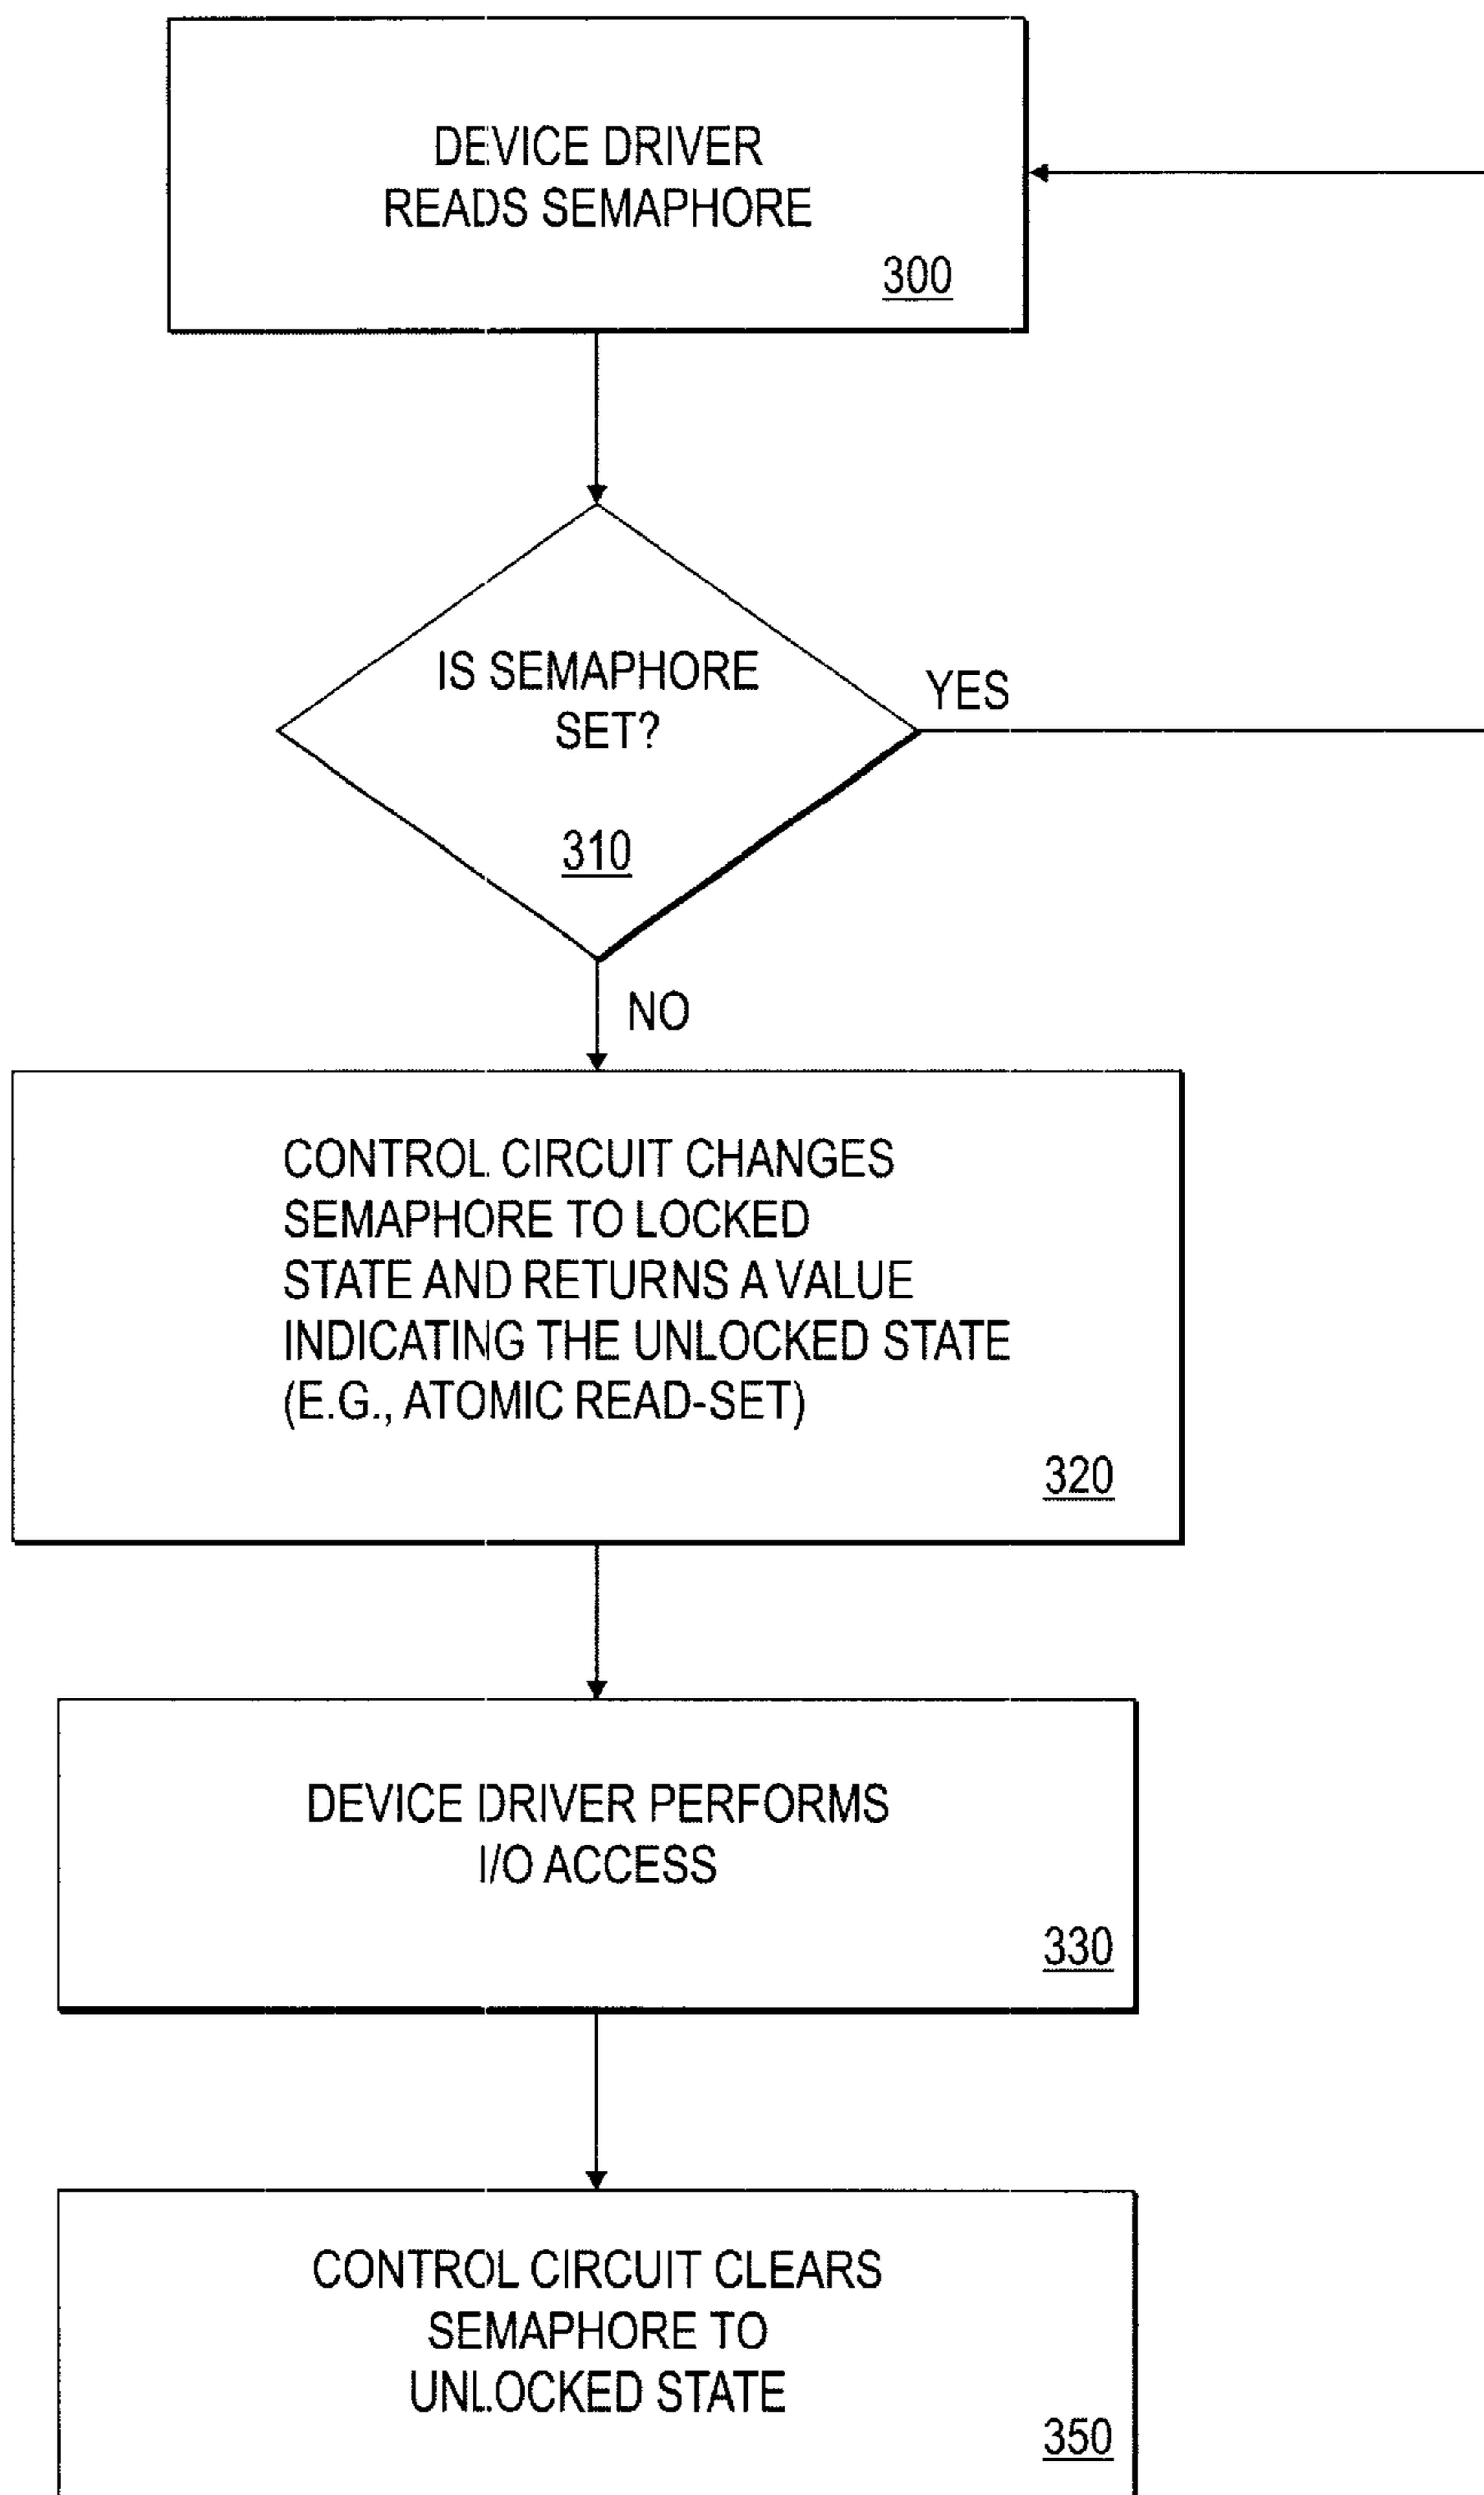 DEVICE DRIVER
READS SEMAPHORE
300
IS SEMAPHORE
SET?
310
YES
NO
CONTROL CIRCUIT CHANGES
SEMAPHORE TO LOCKED
STATE AND RETURNS A VALUE
INDICATING THE UNLOCKED STATE
(E.G., ATOMIC READ-SET)
320
DEVICE DRIVER PERFORMS
I/O ACCESS
330
CONTROL CIRCUIT CLEARS
SEMAPHORE TO
UNLOCKED STATE
350